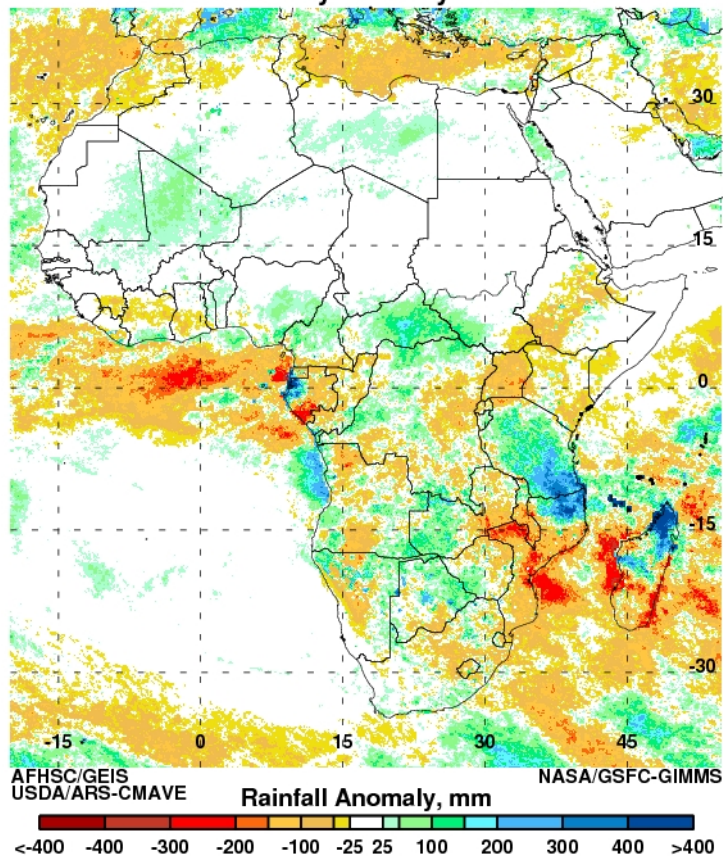 30
15
0
-15
-30
-15 0 15 30 45
AFHSC/GEIS NASA/GSFC-GIMMS
USDA/ARS-CMAVE
Rainfall Anomaly, mm
<-400 -400 -300 -200 -100 -25 25 100 200 300 400 >400